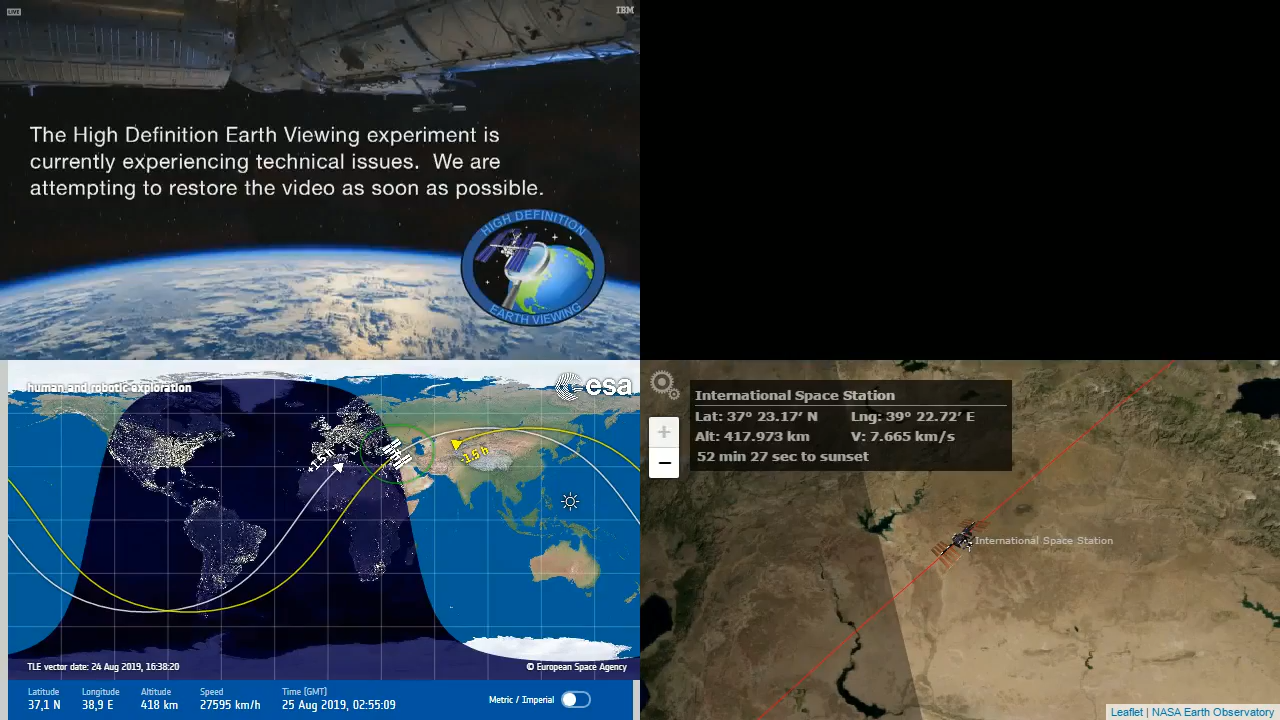 LIVE
IBM
The High Definition Earth Viewing experiment is
currently experiencing technical issues.  We are
attempting to restore the video as soon as possible.
HIGH DEFINITION
EARTH VIEWING
human and robotic exploration
esa
+1.5 h
-1.5 h
TLE vector date: 24 Aug 2019, 16:38:20
© European Space Agency
Latitude Longitude Altitude Speed Time (GMT)
37,1 N 38,9 E 418 km 27595 km/h 25 Aug 2019, 02:55:09
Metric / Imperial
International Space Station
Lat: 37° 23.17′ N Lng: 39° 22.72′ E
Alt: 417.973 km V: 7.665 km/s
52 min 27 sec to sunset
+
−
International Space Station
Leaflet | NASA Earth Observatory